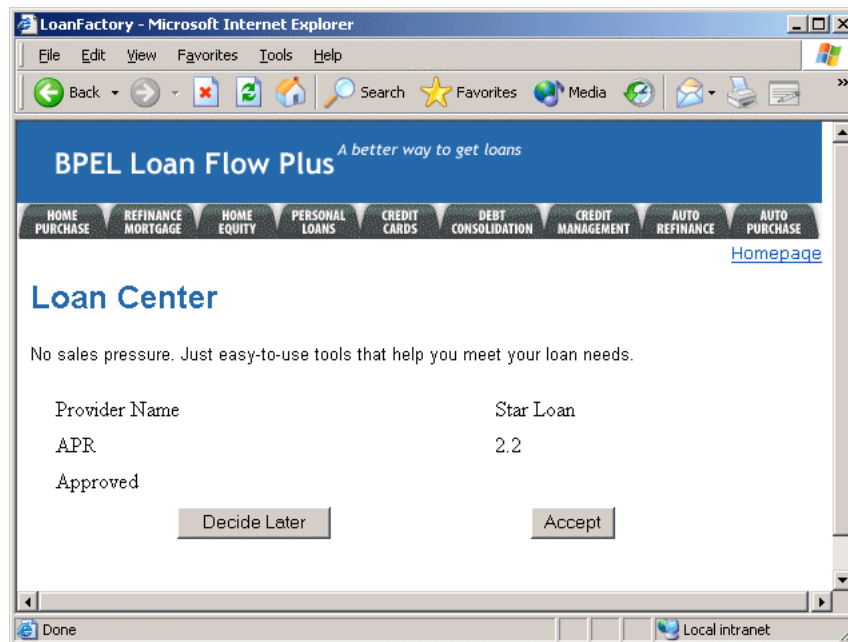 LoanFactory - Microsoft Internet Explorer
File Edit View Favorites Tools Help
Back Search Favorites Media »
BPEL Loan Flow Plus A better way to get loans
HOME PURCHASE REFINANCE MORTGAGE HOME EQUITY PERSONAL LOANS CREDIT CARDS DEBT CONSOLIDATION CREDIT MANAGEMENT AUTO REFINANCE AUTO PURCHASE
Homepage
Loan Center
No sales pressure. Just easy-to-use tools that help you meet your loan needs.
Provider Name Star Loan
APR 2.2
Approved
Decide Later Accept
Done Local intranet